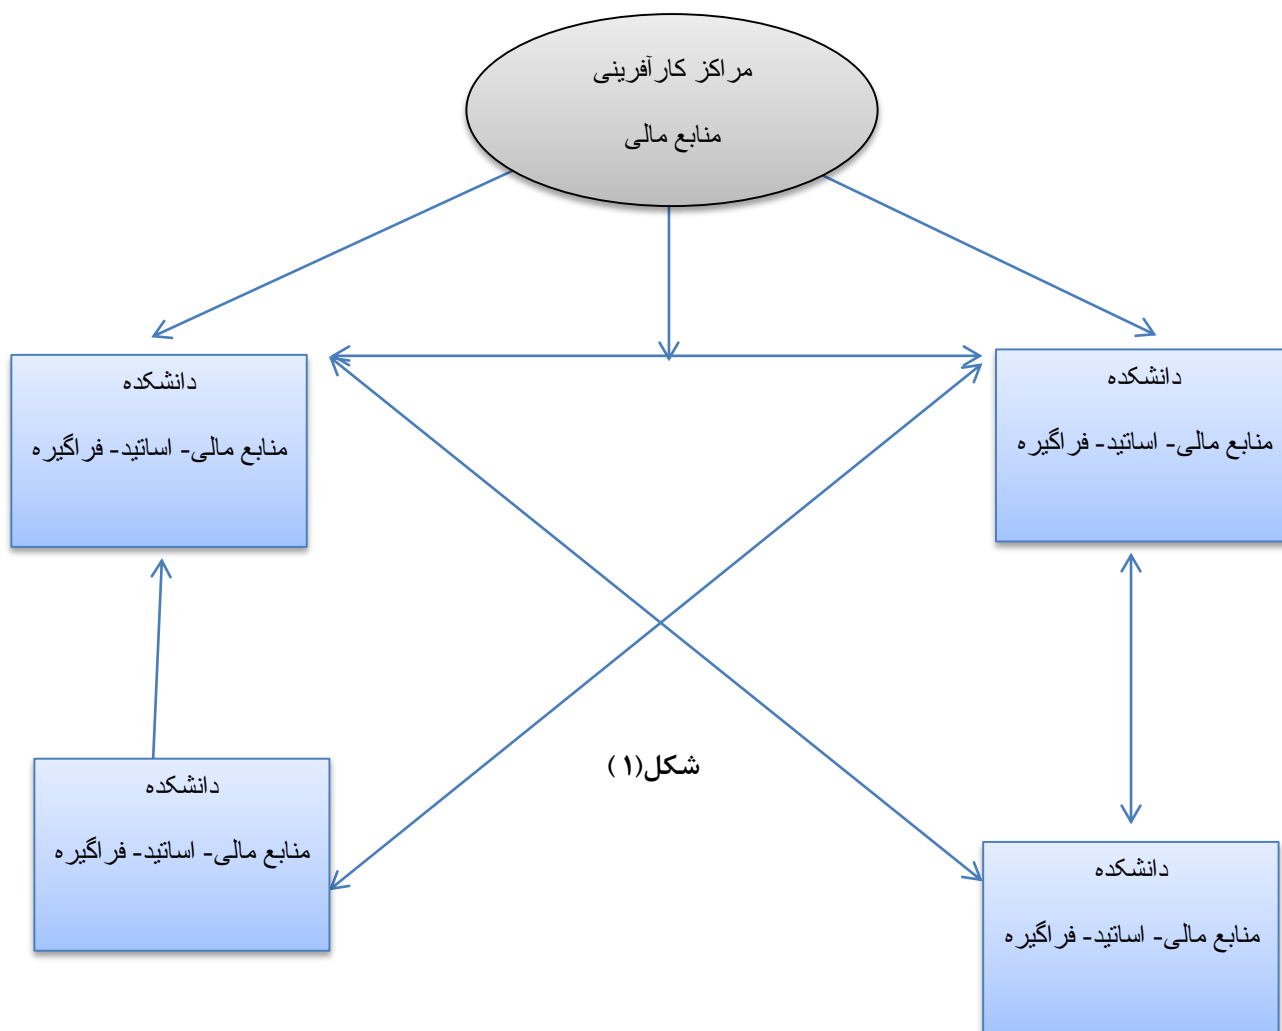 مراکز کارآفرینی
منابع مالی
دانشکده
منابع مالی- اساتید- فراگیره
دانشکده
منابع مالی- اساتید- فراگیره
شکل(۱)
دانشکده
منابع مالی- اساتید- فراگیره
دانشکده
منابع مالی- اساتید- فراگیره